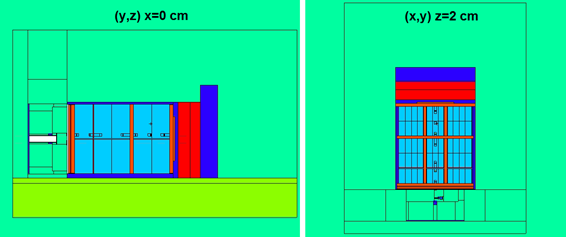 (y,z) x=0 cm
(x,y) z=2 cm